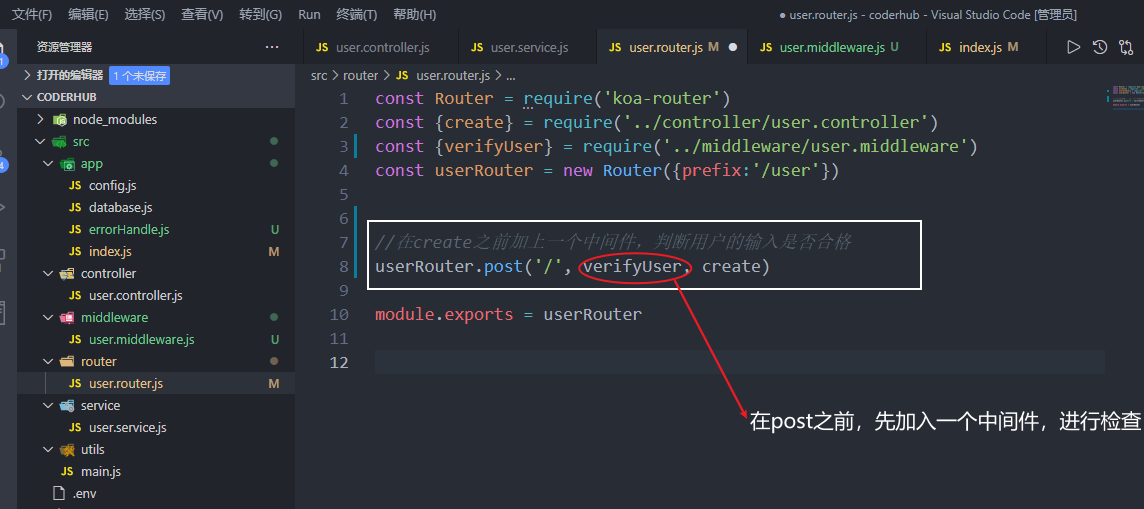 文件(F) 编辑(E) 选择(S) 查看(V) 转到(G) Run 终端(T) 帮助(H) ● user.router.js - coderhub - Visual Studio Code [管理员]
资源管理器 ···
打开的编辑器 1 个未保存
CODERHUB
node_modules
src
app
JS config.js
JS database.js
JS errorHandle.js U
JS index.js M
controller
JS user.controller.js
middleware
JS user.middleware.js U
router
JS user.router.js M
service
JS user.service.js
utils
JS main.js
.env
JS user.controller.js JS user.service.js JS user.router.js M ● JS user.middleware.js U JS index.js M
src > router > JS user.router.js > ...
1 const Router = require('koa-router')
2 const {create} = require('../controller/user.controller')
3 const {verifyUser} = require('../middleware/user.middleware')
4 const userRouter = new Router({prefix:'/user'})
5
6
7 //在create之前加上一个中间件，判断用户的输入是否合格
8 userRouter.post('/', verifyUser, create)
9
10 module.exports = userRouter
11
12
在post之前，先加入一个中间件，进行检查